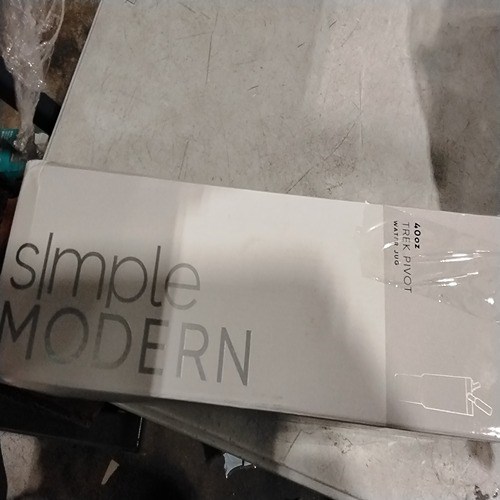 sImple
MODERN
40oz
TREK PIVOT
WATER JUG